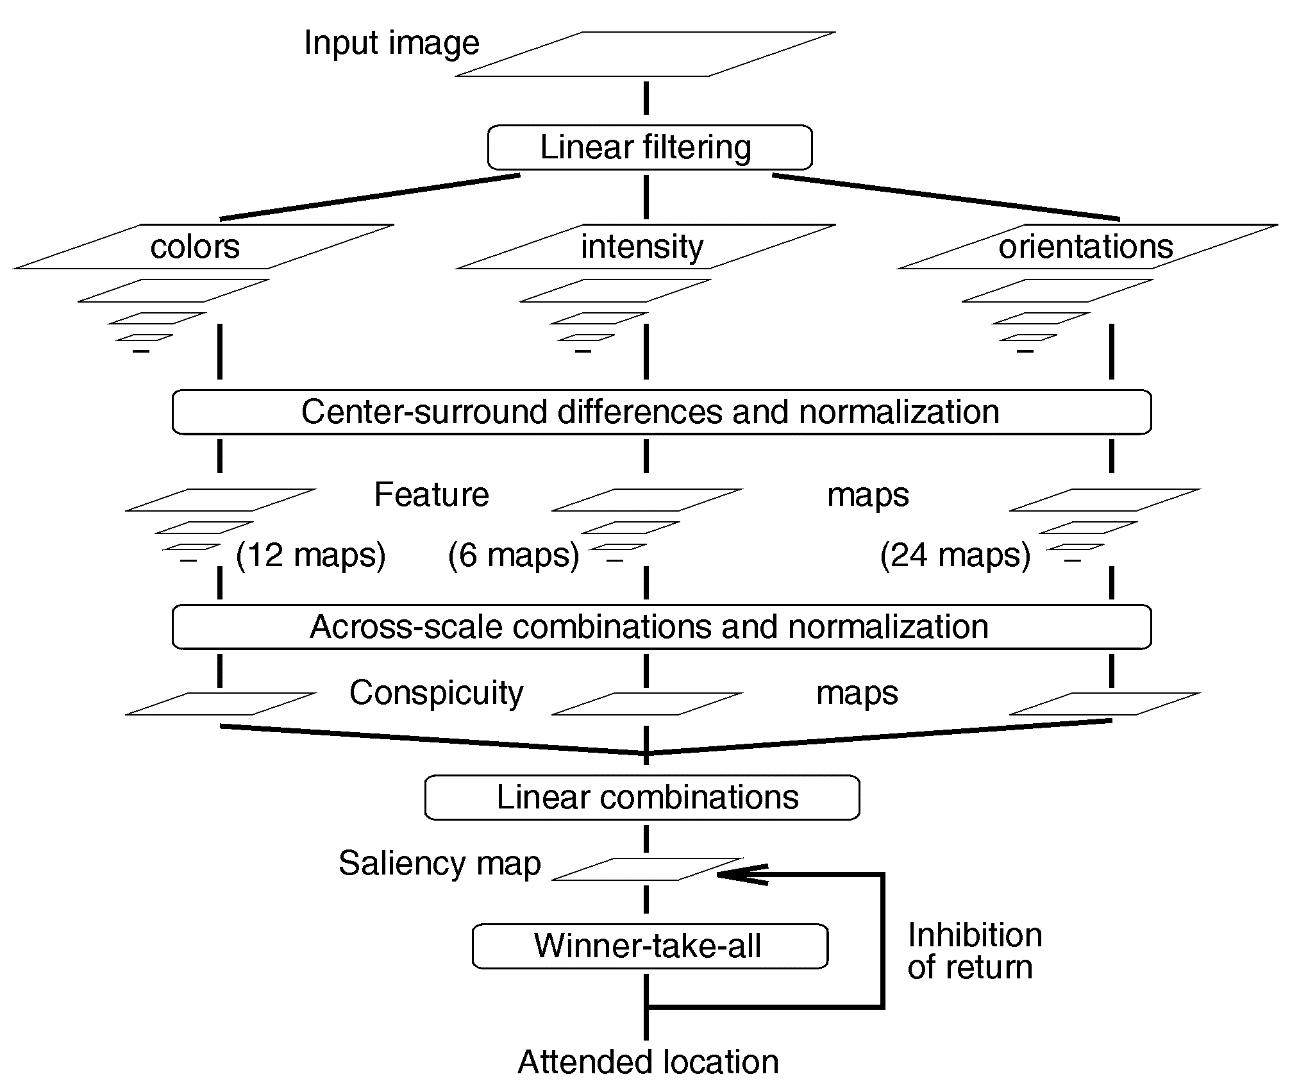 Input image
Linear filtering
colors intensity orientations
Center-surround differences and normalization
Feature maps
(12 maps) (6 maps) (24 maps)
Across-scale combinations and normalization
Conspicuity maps
Linear combinations
Saliency map
Winner-take-all
Inhibition
of return
Attended location